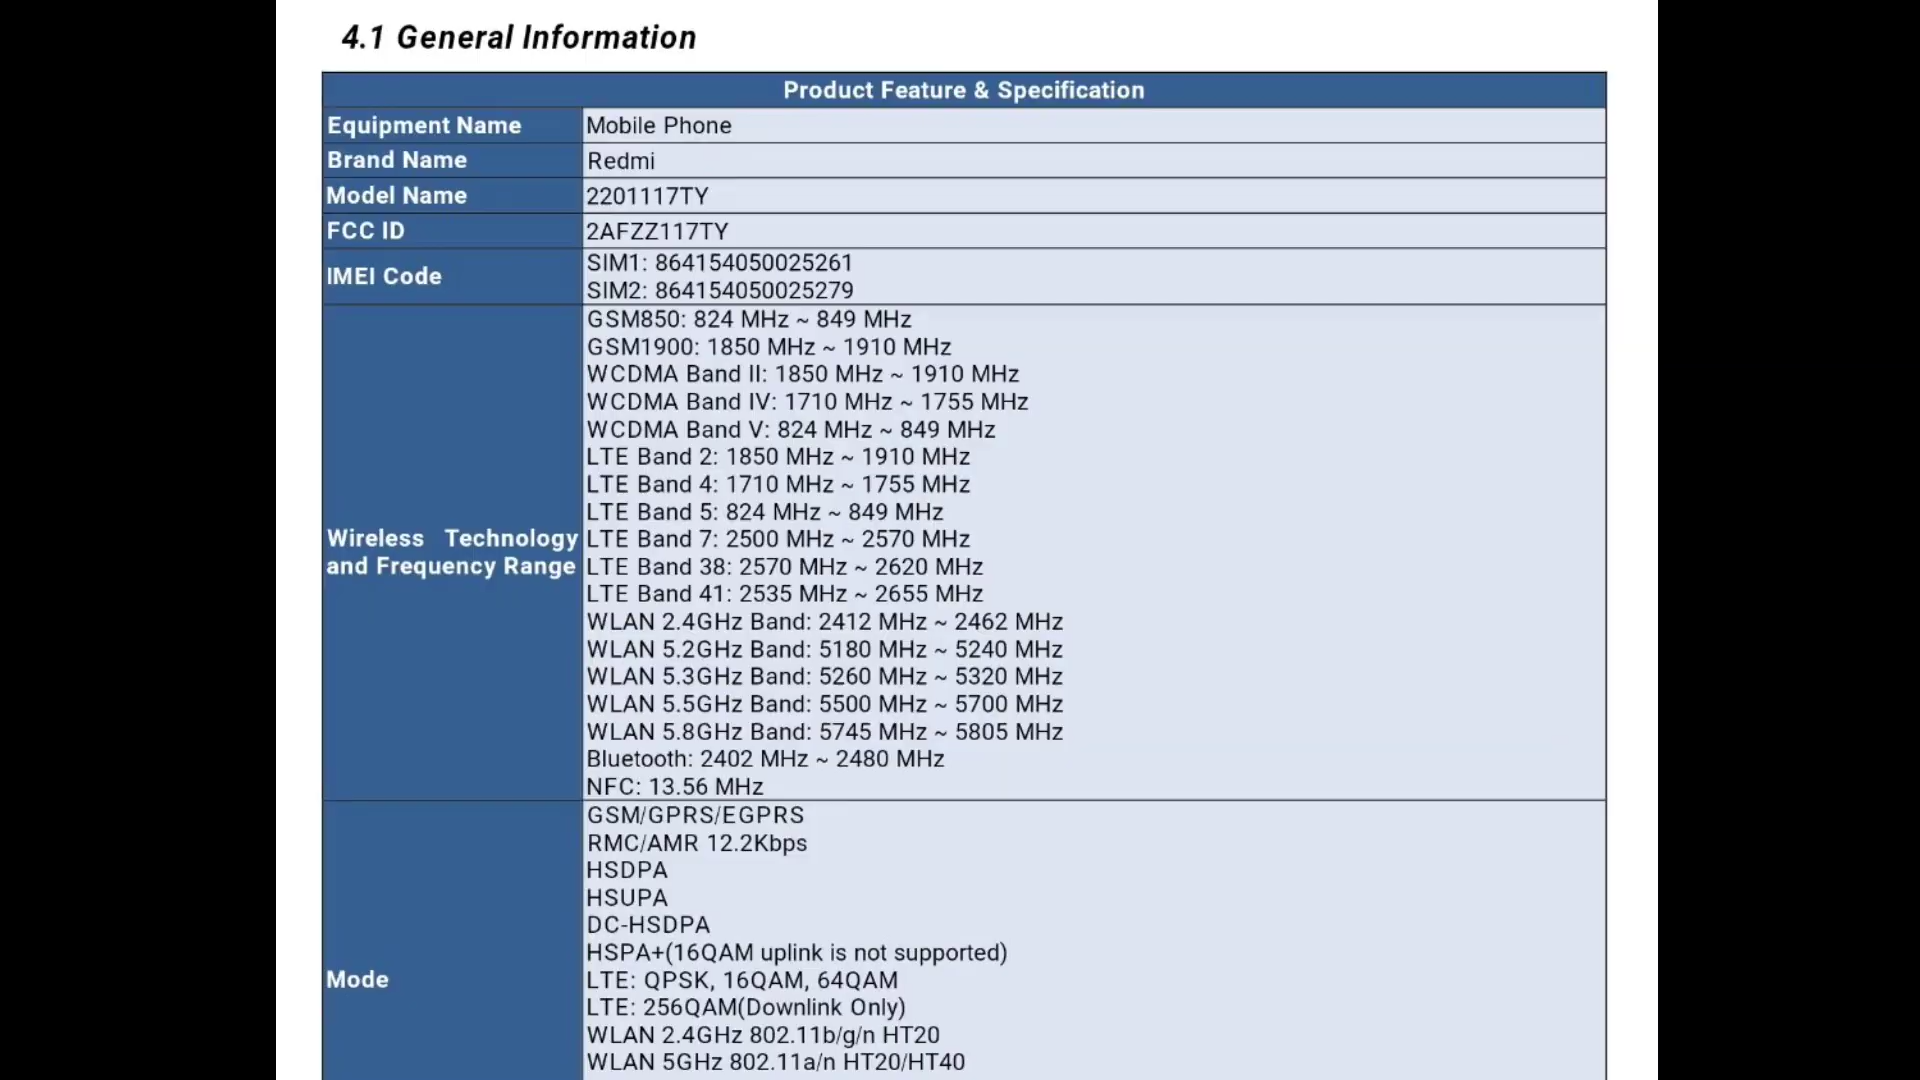 4.1 General Information
Product Feature & Specification
Equipment Name Mobile Phone
Brand Name Redmi
Model Name 2201117TY
FCC ID 2AFZZ117TY
IMEI Code
SIM1: 864154050025261
SIM2: 864154050025279
Wireless Technology
and Frequency Range
GSM850: 824 MHz ~ 849 MHz
GSM1900: 1850 MHz ~ 1910 MHz
WCDMA Band II: 1850 MHz ~ 1910 MHz
WCDMA Band IV: 1710 MHz ~ 1755 MHz
WCDMA Band V: 824 MHz ~ 849 MHz
LTE Band 2: 1850 MHz ~ 1910 MHz
LTE Band 4: 1710 MHz ~ 1755 MHz
LTE Band 5: 824 MHz ~ 849 MHz
LTE Band 7: 2500 MHz ~ 2570 MHz
LTE Band 38: 2570 MHz ~ 2620 MHz
LTE Band 41: 2535 MHz ~ 2655 MHz
WLAN 2.4GHz Band: 2412 MHz ~ 2462 MHz
WLAN 5.2GHz Band: 5180 MHz ~ 5240 MHz
WLAN 5.3GHz Band: 5260 MHz ~ 5320 MHz
WLAN 5.5GHz Band: 5500 MHz ~ 5700 MHz
WLAN 5.8GHz Band: 5745 MHz ~ 5805 MHz
Bluetooth: 2402 MHz ~ 2480 MHz
NFC: 13.56 MHz
Mode
GSM/GPRS/EGPRS
RMC/AMR 12.2Kbps
HSDPA
HSUPA
DC-HSDPA
HSPA+(16QAM uplink is not supported)
LTE: QPSK, 16QAM, 64QAM
LTE: 256QAM(Downlink Only)
WLAN 2.4GHz 802.11b/g/n HT20
WLAN 5GHz 802.11a/n HT20/HT40